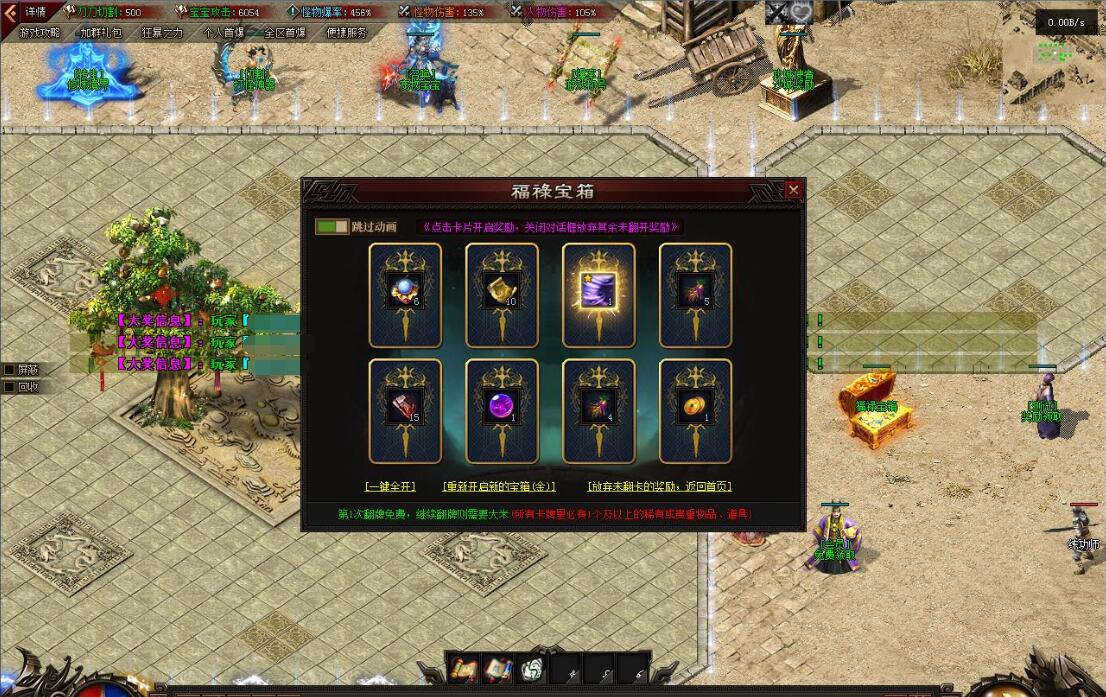 详情
刀刀切割:500
宝宝攻击:6054
怪物爆率:456%
怪物伤害:135%
人物伤害:105%
游戏攻略
加群礼包
狂暴之力
个人首爆
全区首爆
便捷服务
0.00B/s
福禄宝箱
跳过动画
《点击卡片开启奖励，关闭对话框放弃其余未翻开奖励》
6
10
1
5
【大奖信息】:玩家【
!
【大奖信息】:玩家【
!
【大奖信息】:玩家【
!
屏蔽
回收
15
1
4
1
福禄宝箱
奖励领取
[一键全开]
[重新开启新的宝箱(金)]
[放弃未翻卡的奖励，返回首页]
第1次翻牌免费，继续翻牌则需要大米(所有卡牌里必有1个及以上的稀有或贵重物品、道具)
免费领取
练功师